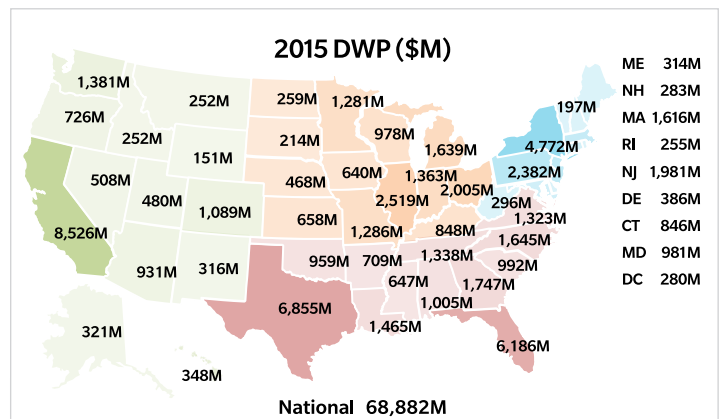 2015 DWP ($M)
1,381M
252M
259M
1,281M
197M
726M
252M
214M
978M
1,639M
4,772M
151M
2,382M
508M
468M
640M
1,363M
2,005M
480M
1,089M
2,519M
296M
658M
1,323M
8,526M
1,286M
848M
1,645M
931M
316M
959M
709M
1,338M
992M
647M
1,747M
6,855M
1,005M
1,465M
321M
6,186M
348M
National 68,882M
ME 314M
NH 283M
MA 1,616M
RI 255M
NJ 1,981M
DE 386M
CT 846M
MD 981M
DC 280M